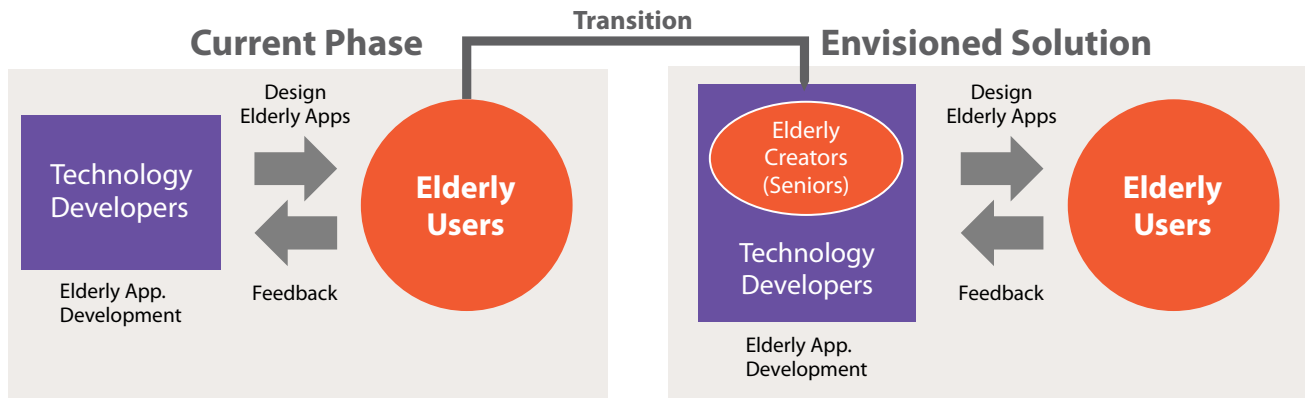 Transition
Current Phase
Design
Elderly Apps
Technology
Developers
Elderly
Users
Feedback
Elderly App.
Development
Envisioned Solution
Elderly
Creators
(Seniors)
Technology
Developers
Design
Elderly Apps
Elderly
Users
Feedback
Elderly App.
Development